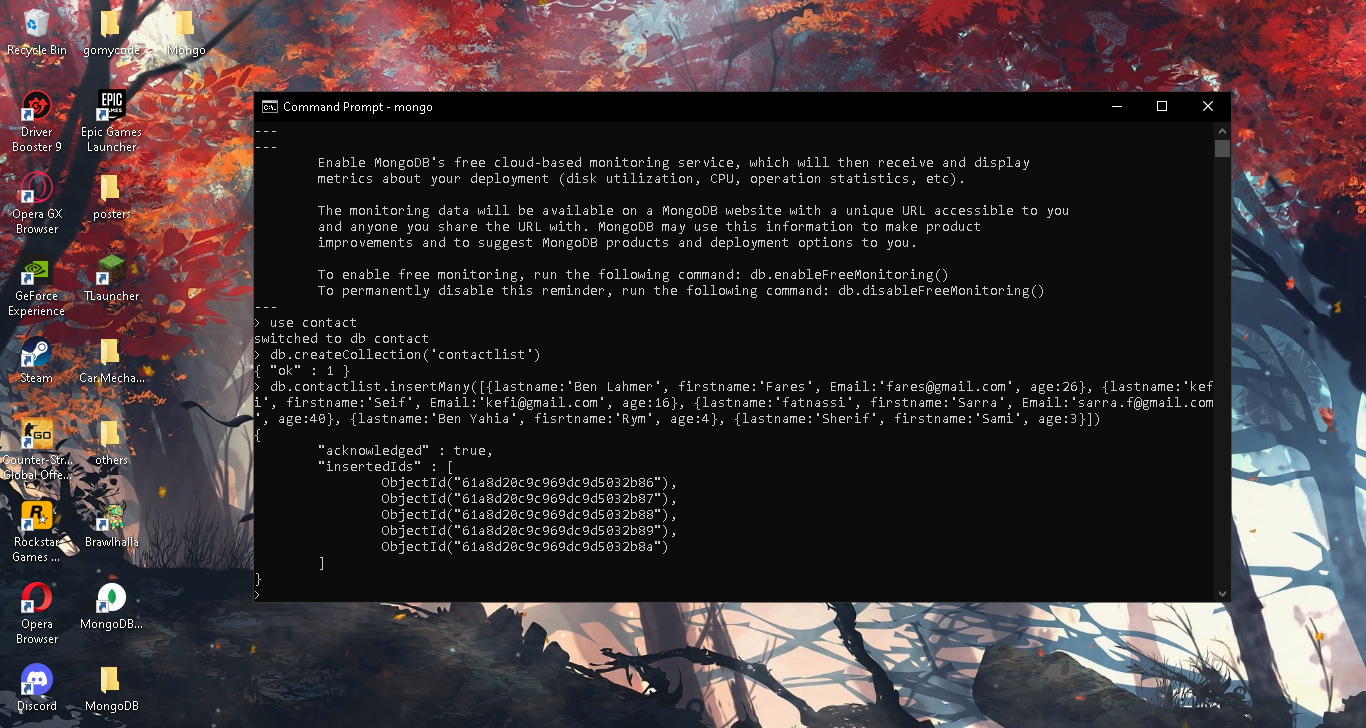 Recycle Bin
gomycode
Mongo
Driver
Booster 9
EPIC
GAMES
Epic Games
Launcher
Opera GX
Browser
posters
GeForce
Experience
TLauncher
Steam
Car Mecha...
GO
Counter-Str...
Global Offe...
others
R
Rockstar
Games ...
Brawlhalla
Opera
Browser
MongoDB...
Discord
MongoDB
C:\.
Command Prompt - mongo
---
---
Enable MongoDB's free cloud-based monitoring service, which will then receive and display
metrics about your deployment (disk utilization, CPU, operation statistics, etc).
The monitoring data will be available on a MongoDB website with a unique URL accessible to you
and anyone you share the URL with. MongoDB may use this information to make product
improvements and to suggest MongoDB products and deployment options to you.
To enable free monitoring, run the following command: db.enableFreeMonitoring()
To permanently disable this reminder, run the following command: db.disableFreeMonitoring()
---
> use contact
switched to db contact
> db.createCollection('contactlist')
{ "ok" : 1 }
> db.contactlist.insertMany([{lastname:'Ben Lahmer', firstname:'Fares', Email:'fares@gmail.com', age:26}, {lastname:'kef
i', firstname:'Seif', Email:'kefi@gmail.com', age:16}, {lastname:'fatnassi', firstname:'Sarra', Email:'sarra.f@gmail.com
', age:40}, {lastname:'Ben Yahia', fisrtname:'Rym', age:4}, {lastname:'Sherif', firstname:'Sami', age:3}])
{
"acknowledged" : true,
"insertedIds" : [
ObjectId("61a8d20c9c969dc9d5032b86"),
ObjectId("61a8d20c9c969dc9d5032b87"),
ObjectId("61a8d20c9c969dc9d5032b88"),
ObjectId("61a8d20c9c969dc9d5032b89"),
ObjectId("61a8d20c9c969dc9d5032b8a")
]
}
>